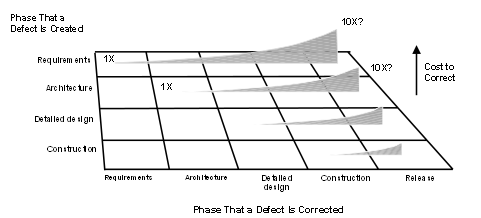 Phase That a
Defect Is Created
10X?
Requirements
1X
10X?
Cost to
Correct
Architecture
1X
Detailed design
Construction
Requirements
Architecture
Detailed
design
Construction
Release
Phase That a Defect Is Corrected